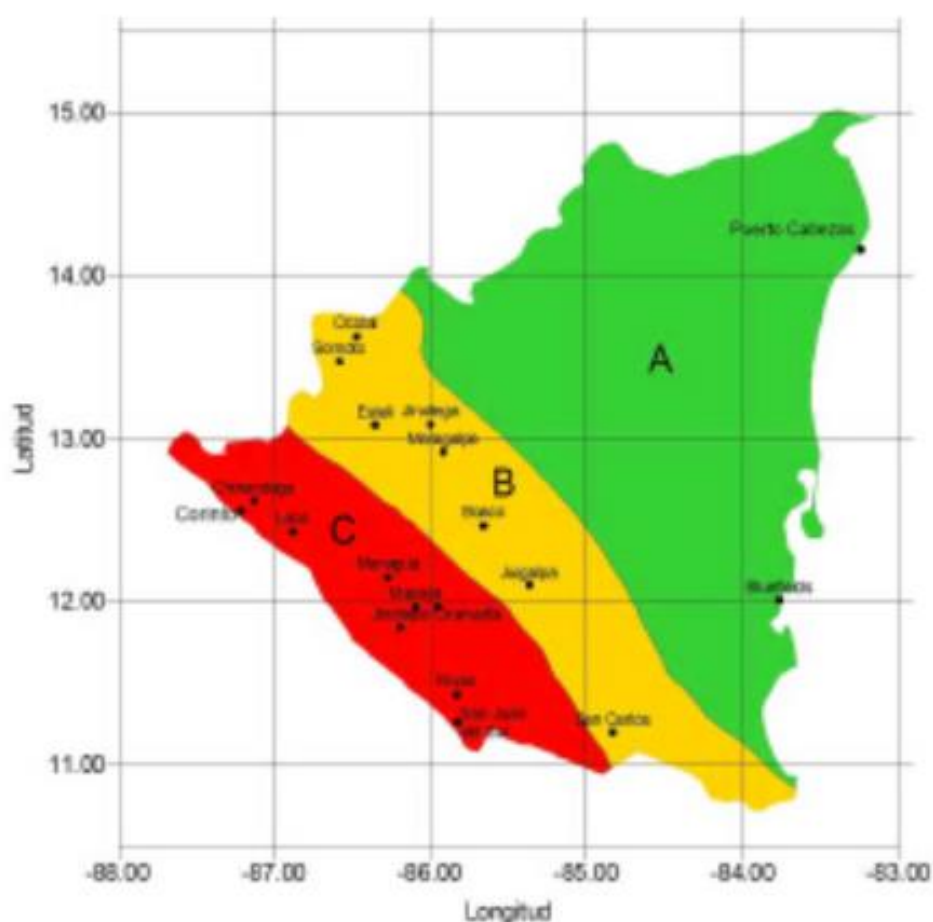 15.00
Puerto Cabezas
14.00
Ocotal
Somoto
A
Latitud
Estelí Jinotega
13.00
Matagalpa
B
Chinandega
Corinto
León
C
Boaco
Managua
Juigalpa
12.00
Masaya
Bluefields
Jinotepe Granada
Rivas
San Juan
del Sur
San Carlos
11.00
-88.00 -87.00 -86.00 -85.00 -84.00 -83.00
Longitud